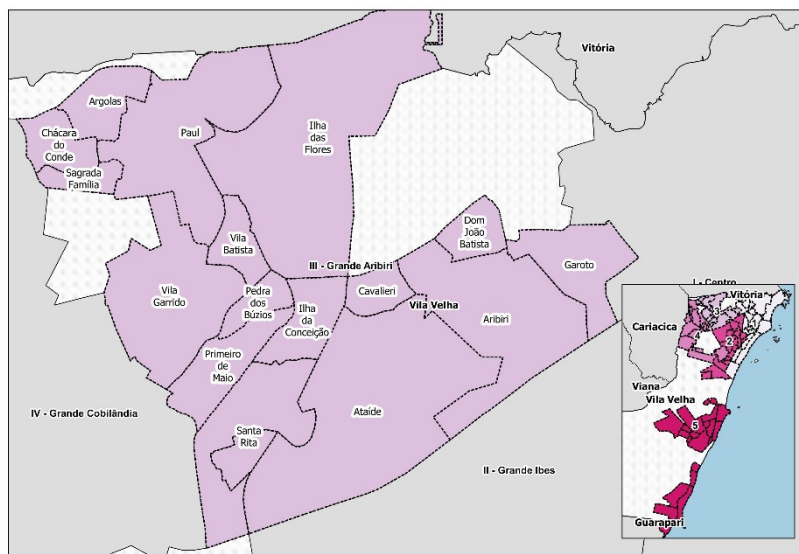 Vitória
Argolas
Paul
Ilha
das
Flores
Chácara
do
Conde
Sagrada
Família
Dom
João
Batista
Vila
Batista
III - Grande Aribiri
Garoto
Vila
Garrido
Pedra
dos
Búzios
Cavalieri
Ilha
da
Conceição
Vila Velha
Aribiri
Primeiro
de
Maio
Ataíde
IV - Grande Cobilândia
Santa
Rita
II - Grande Ibes
I - Centro
Vitória
3
Cariacica
4
2
Viana
Vila Velha
5
Guarapari